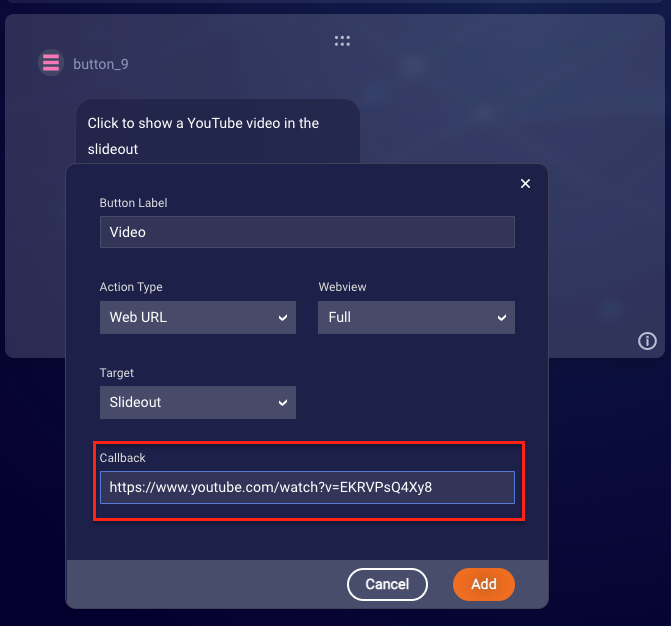 button_9
Click to show a YouTube video in the
slideout
Button Label
Video
Action Type
Webview
Web URL
Full
Target
Slideout
Callback
https://www.youtube.com/watch?v=EKRVPsQ4Xy8
Cancel
Add